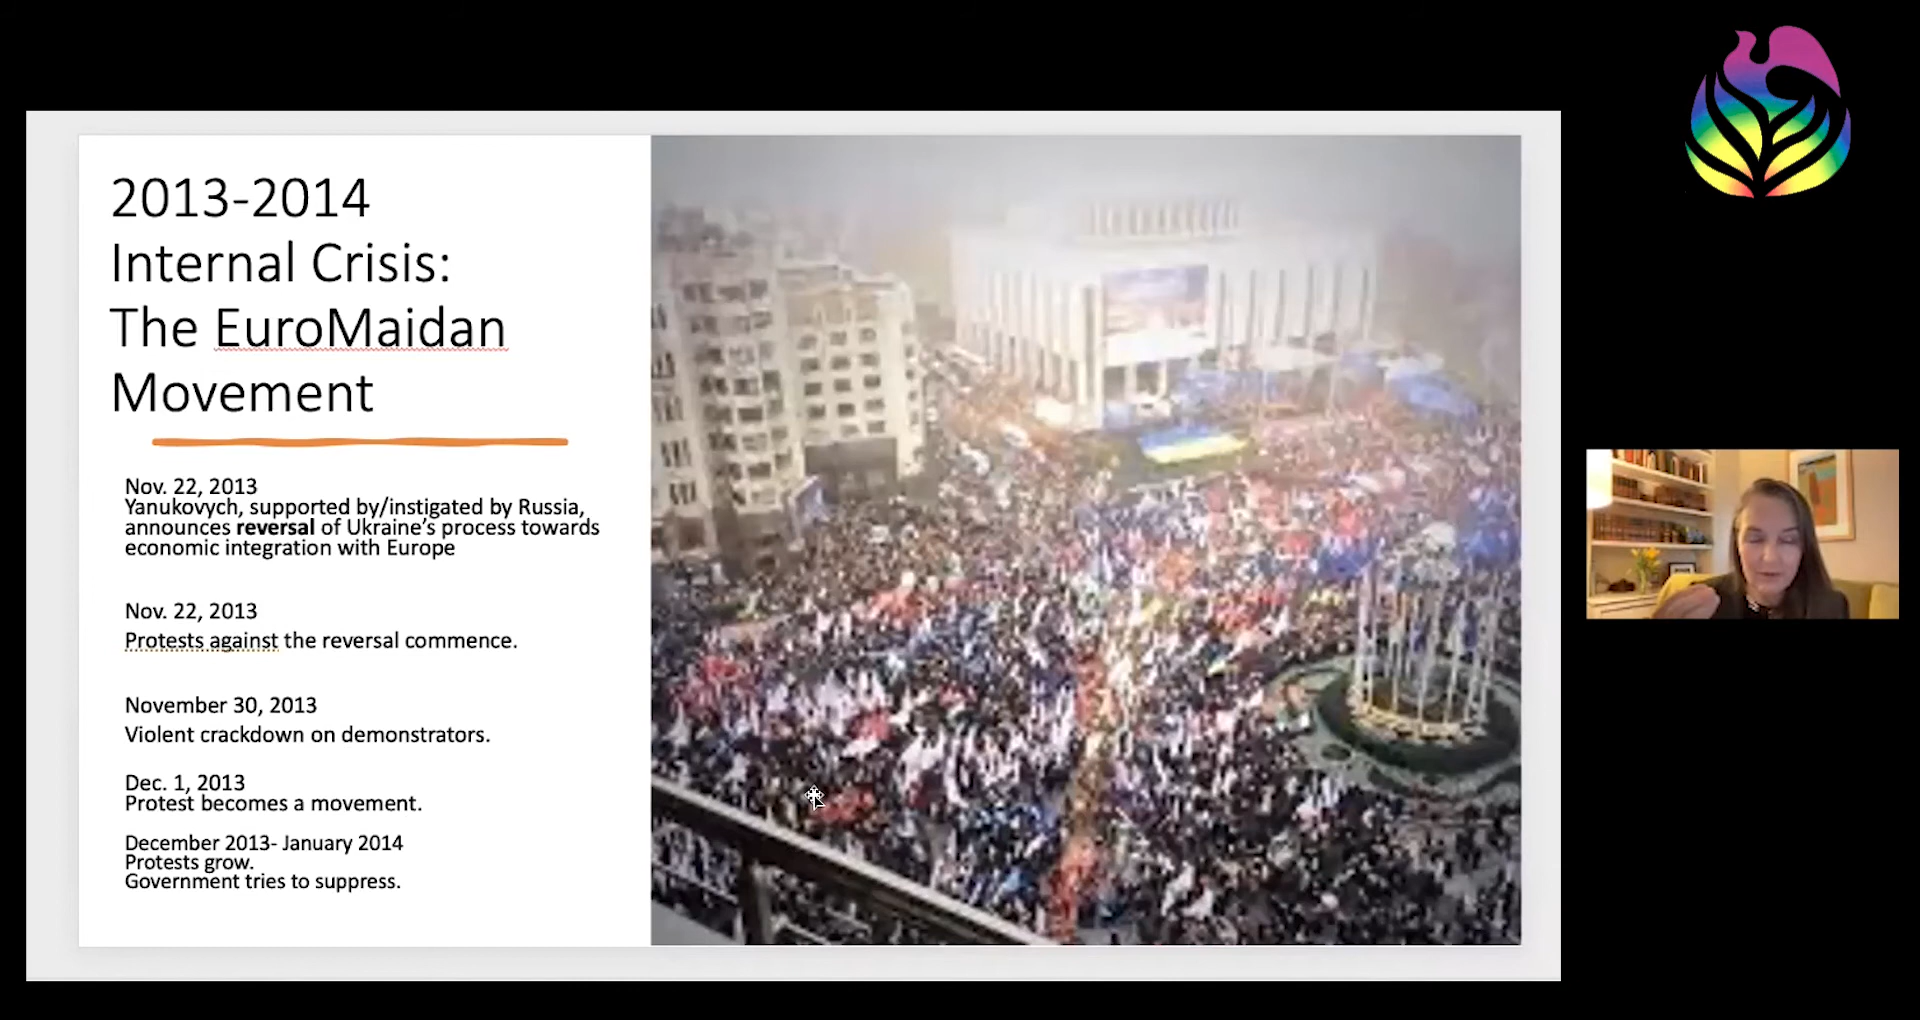 2013-2014
Internal Crisis:
The EuroMaidan
Movement
Nov. 22, 2013
Yanukovych, supported by/instigated by Russia,
announces reversal of Ukraine's process towards
economic integration with Europe
Nov. 22, 2013
Protests against the reversal commence.
November 30, 2013
Violent crackdown on demonstrators.
Dec. 1, 2013
Protest becomes a movement.
December 2013- January 2014
Protests grow.
Government tries to suppress.